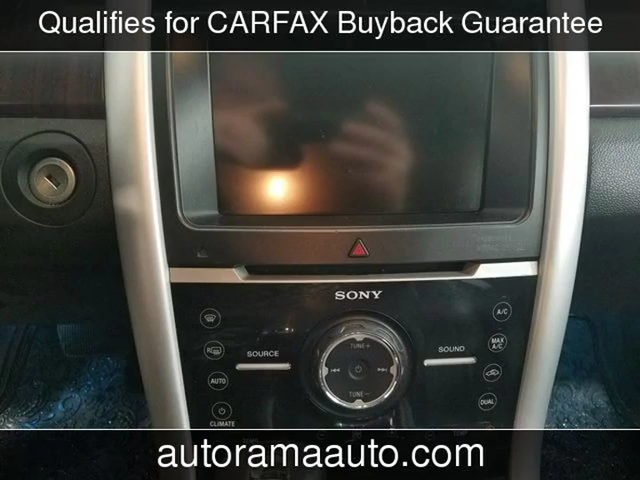 Qualifies for CARFAX Buyback Guarantee
SONY
A/C
TUNE+
MAX
A/C
R
SOURCE
SOUND
AUTO
DUAL
TUNE-
CLIMATE
autoramaauto.com